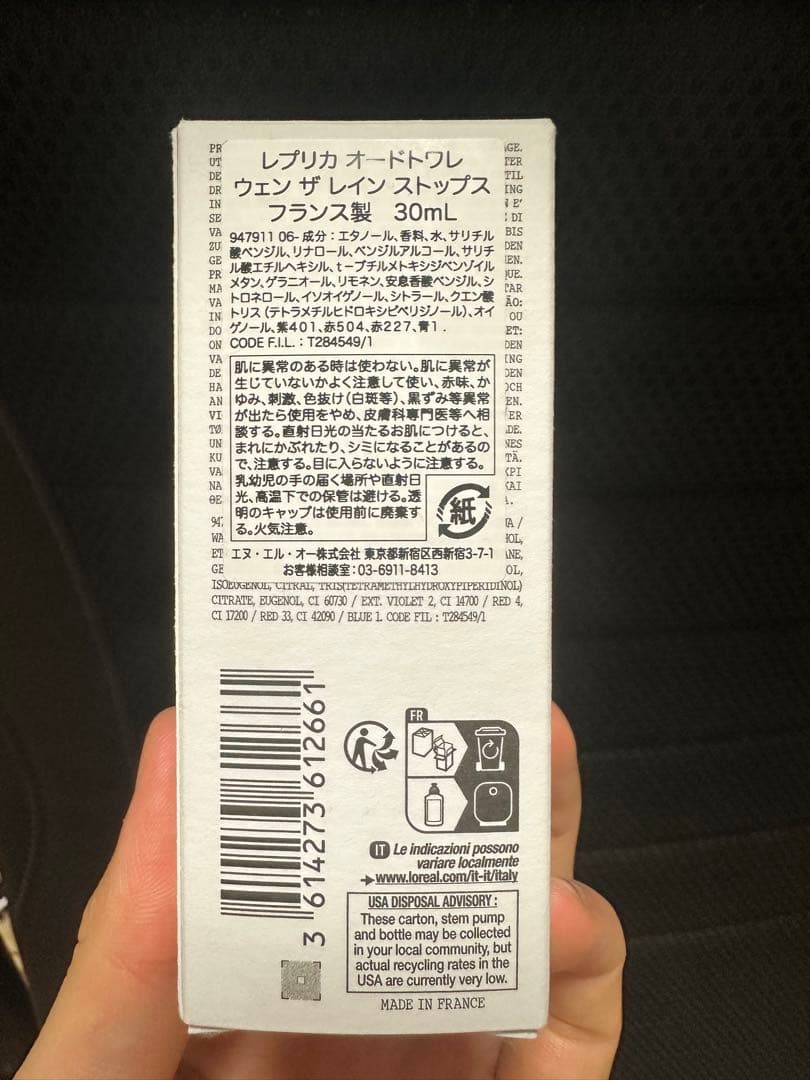 レプリカ オードトワレ
ウェン ザ レイン ストップス
フランス製 30mL
947911 06- 成分：エタノール、香料、水、サリチル
酸ベンジル、リナロール、ベンジルアルコール、サリチ
ル酸エチルヘキシル、t-ブチルメトキシジベンゾイル
メタン、ゲラニオール、リモネン、安息香酸ベンジル、シ
トロネロール、イソオイゲノール、シトラール、クエン酸
トリス（テトラメチルヒドロキシピペリジノール）、オイ
ゲノール、紫401、赤504、赤227、青1．
CODE F.I.L.：T284549/1
肌に異常のある時は使わない。肌に異常が
生じていないかよく注意して使い、赤味、か
ゆみ、刺激、色抜け（白斑等）、黒ずみ等異常
が出たら使用をやめ、皮膚科専門医等へ相
談する。直射日光の当たるお肌につけると、
まれにかぶれたり、シミになることがあるの
で、注意する。目に入らないように注意する。
乳幼児の手の届く場所や直射日
光、高温下での保管は避ける。透
明のキャップは使用前に廃棄す
る。火気注意。
紙
エヌ・エル・オー株式会社 東京都新宿区西新宿3-7-1
お客様相談室：03-6911-8413
ISOEUGENOL, CITRAL, TRIS(TETRAMETHYLHYDROXYPIPERIDINOL)
CITRATE, EUGENOL, CI 60730 / EXT. VIOLET 2, CI 14700 / RED 4,
CI 17200 / RED 33, CI 42090 / BLUE 1. CODE FIL : T284549/1
3 614273 612661
FR
IT Le indicazioni possono
variare localmente
www.loreal.com/it-it/italy
USA DISPOSAL ADVISORY :
These carton, stem pump
and bottle may be collected
in your local community, but
actual recycling rates in the
USA are currently very low.
MADE IN FRANCE